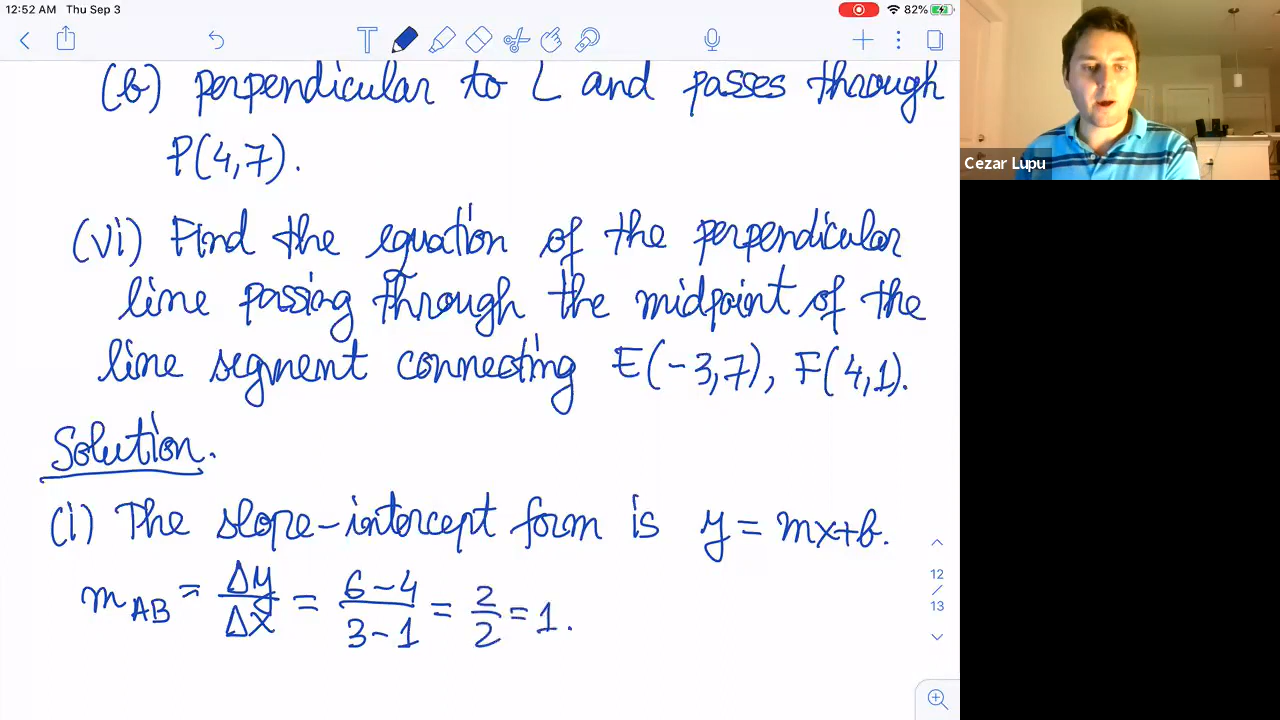 12:52 AM Thu Sep 3
82%
(b) perpendicular to L and passes through
P(4,7).
(vi) Find the equation of the perpendicular
line passing through the midpoint of the
line segment connecting E(-3,7), F(4,1).
Solution.
(i) The slope-intercept form is y = mx+b.
m_AB = Δy/Δx = (6-4)/(3-1) = 2/2 = 1.
12
/
13
Cezar Lupu